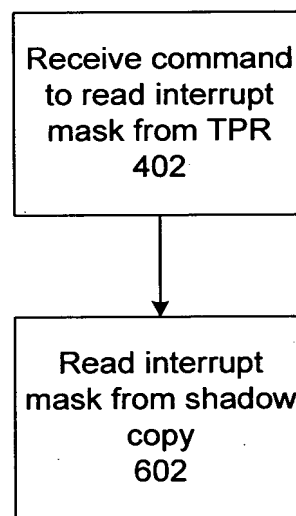 Receive command
to read interrupt
mask from TPR
402
Read interrupt
mask from shadow
copy
602